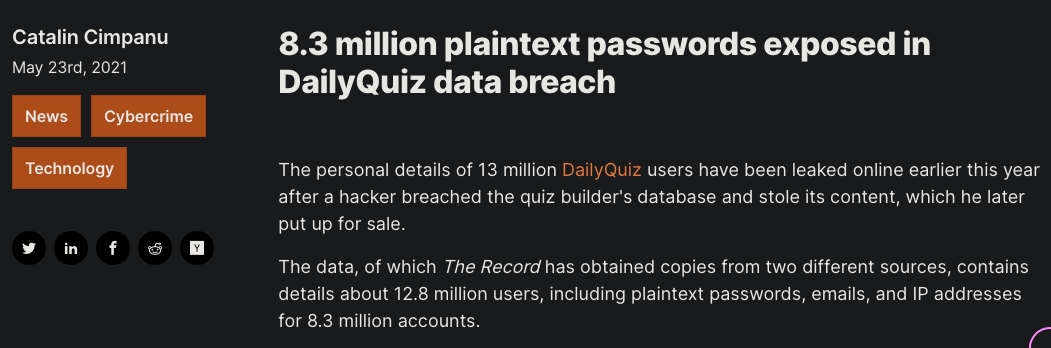 Catalin Cimpanu
May 23rd, 2021
News
Cybercrime
Technology
8.3 million plaintext passwords exposed in
DailyQuiz data breach
The personal details of 13 million DailyQuiz users have been leaked online earlier this year
after a hacker breached the quiz builder's database and stole its content, which he later
put up for sale.
The data, of which The Record has obtained copies from two different sources, contains
details about 12.8 million users, including plaintext passwords, emails, and IP addresses
for 8.3 million accounts.